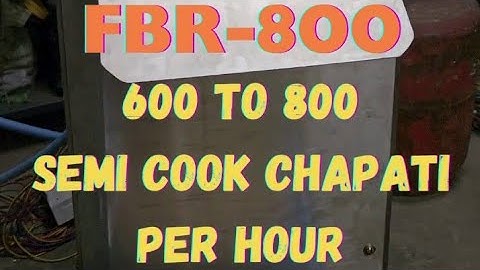 FBR-800
600 TO 800
SEMI COOK CHAPATI
PER HOUR